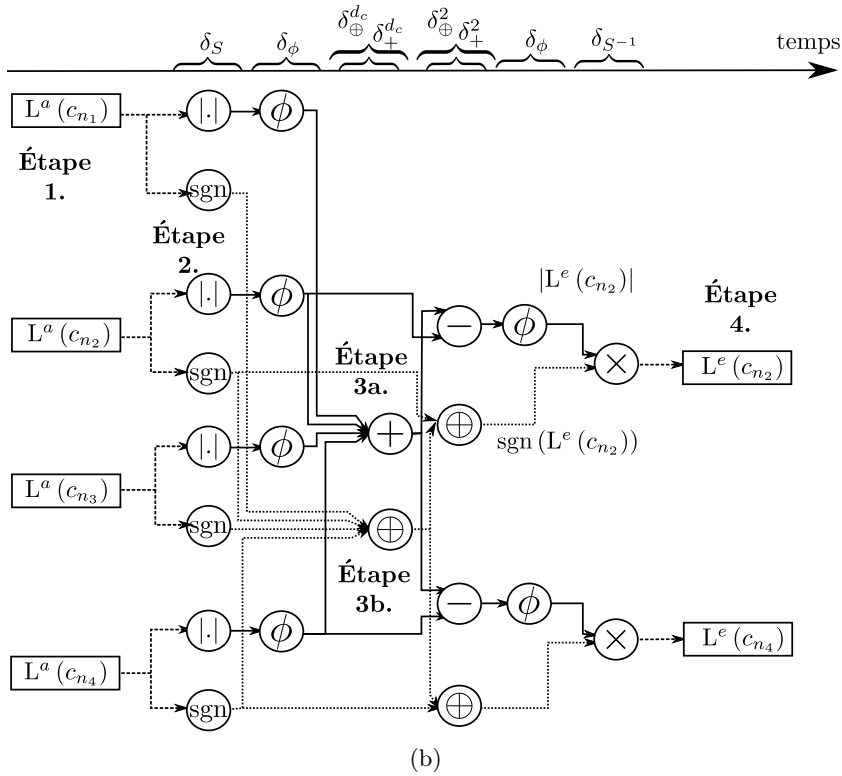 δ_S δ_ϕ δ_⊕^{d_c} δ_+^{d_c} δ_⊕^2 δ_+^2 δ_ϕ δ_{S^{-1}}
temps
L^a (c_{n_1})
|.| ϕ
Étape
1.
sgn
Étape
2.
|.| ϕ
L^a (c_{n_2})
sgn
|L^e (c_{n_2})|
− ϕ
Étape
4.
×
L^e (c_{n_2})
Étape
3a.
+
⊕
sgn (L^e (c_{n_2}))
|.| ϕ
L^a (c_{n_3})
sgn
⊕
Étape
3b.
|.| ϕ
L^a (c_{n_4})
sgn
− ϕ
×
L^e (c_{n_4})
⊕
(b)